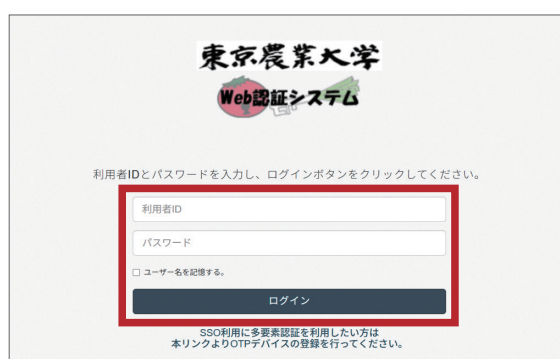 東京農業大学
Web認証システム
利用者IDとパスワードを入力し、ログインボタンをクリックしてください。
利用者ID
パスワード
ユーザー名を記憶する。
ログイン
SSO利用に多要素認証を利用したい方は
本リンクよりOTPデバイスの登録を行ってください。